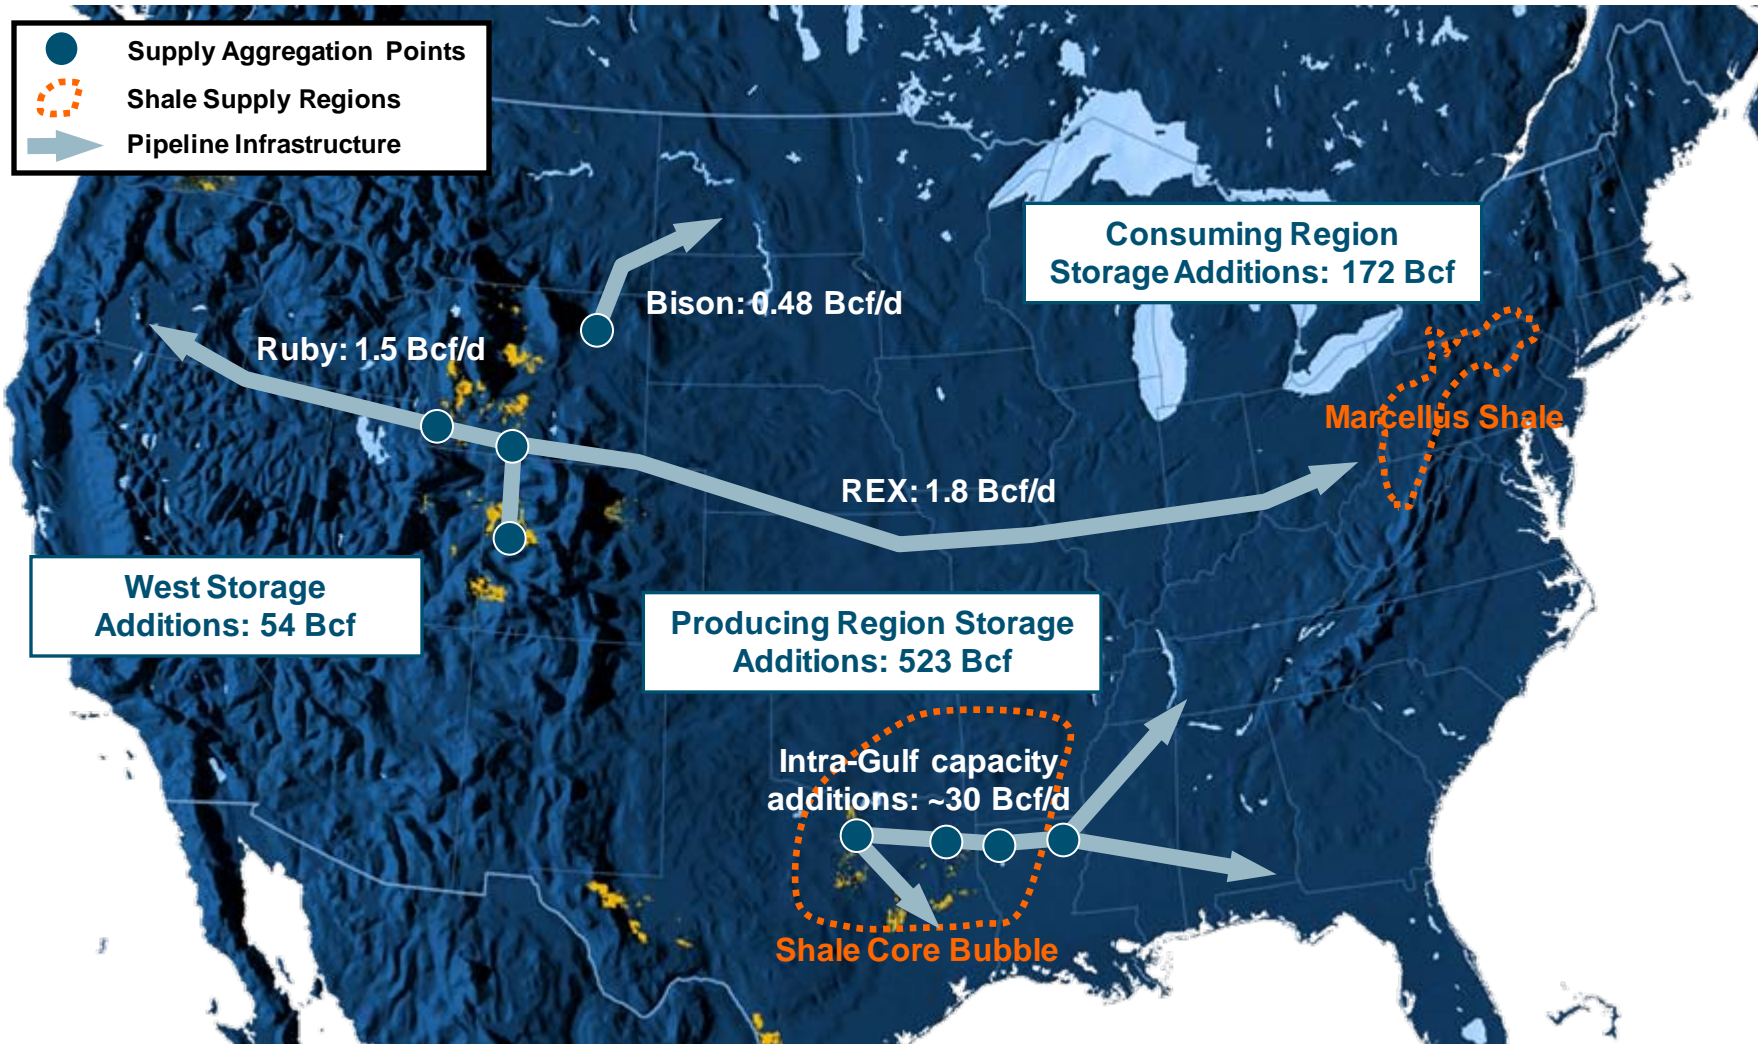 Supply Aggregation Points
Shale Supply Regions
Pipeline Infrastructure
Consuming Region
Storage Additions: 172 Bcf
Bison: 0.48 Bcf/d
Ruby: 1.5 Bcf/d
Marcellus Shale
REX: 1.8 Bcf/d
West Storage
Additions: 54 Bcf
Producing Region Storage
Additions: 523 Bcf
Intra-Gulf capacity
additions: ~30 Bcf/d
Shale Core Bubble